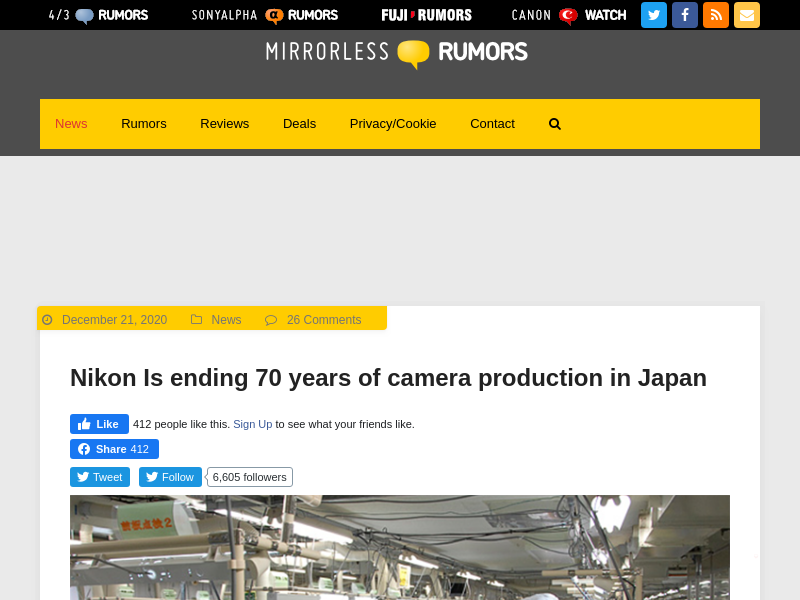 4/3 RUMORS SONYALPHA α RUMORS FUJI RUMORS CANON WATCH
MIRRORLESS RUMORS
News Rumors Reviews Deals Privacy/Cookie Contact
December 21, 2020 News 26 Comments
Nikon Is ending 70 years of camera production in Japan
Like 412 people like this. Sign Up to see what your friends like.
Share 412
Tweet Follow 6,605 followers